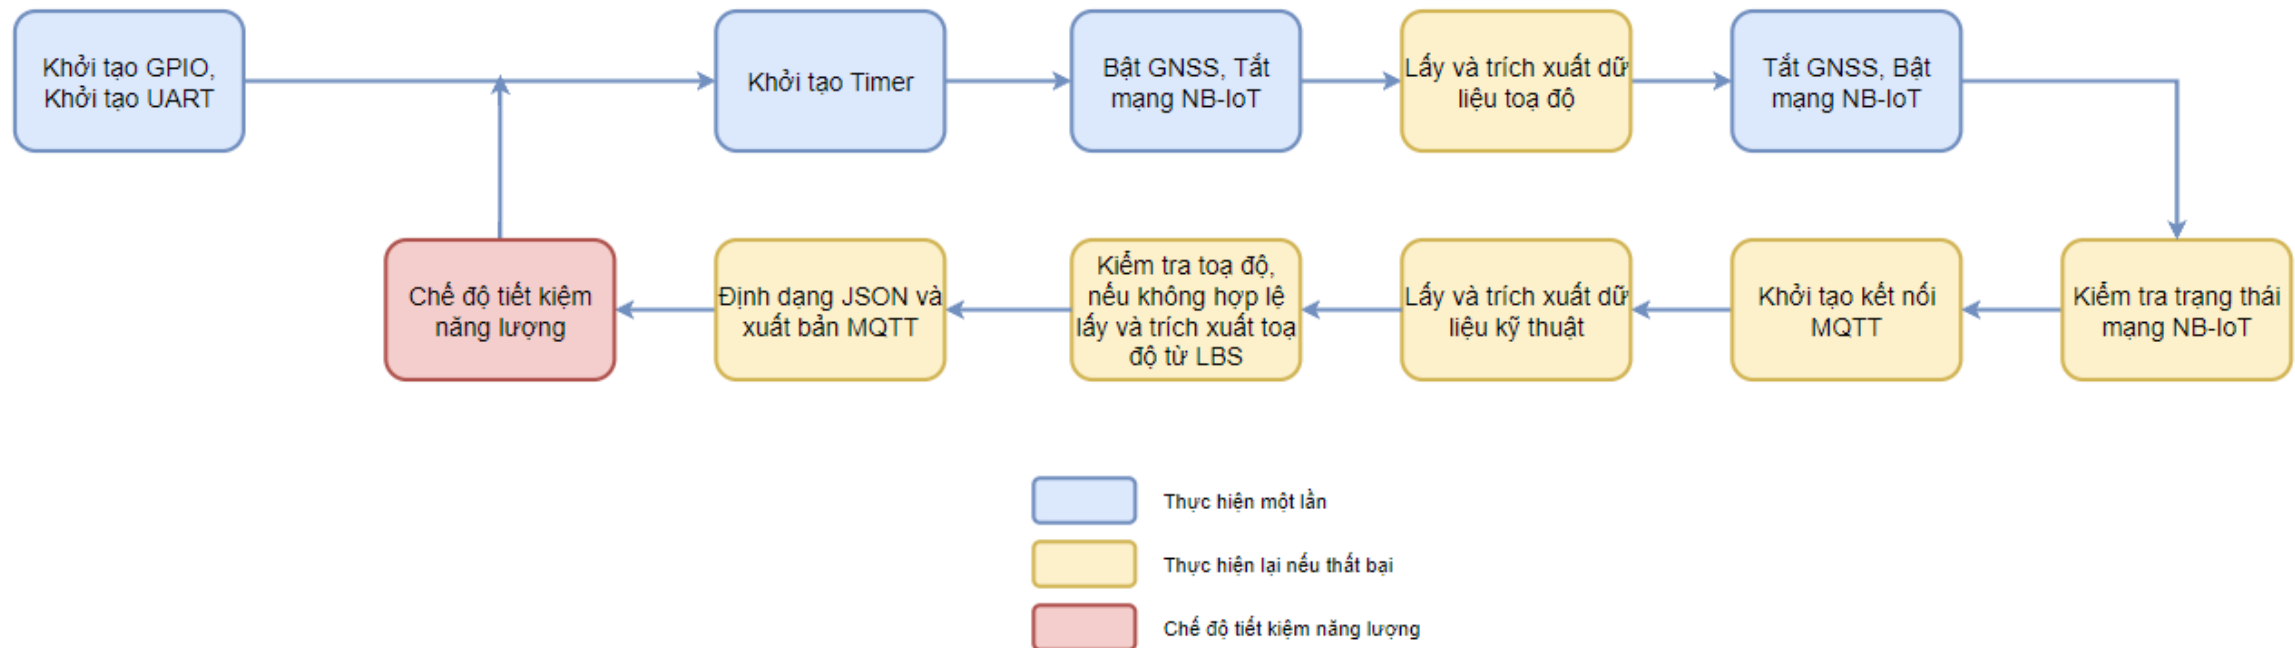 Khởi tạo GPIO,
Khởi tạo UART
Khởi tạo Timer
Bật GNSS, Tắt
mạng NB-IoT
Lấy và trích xuất dữ
liệu toạ độ
Tắt GNSS, Bật
mạng NB-IoT
Chế độ tiết kiệm
năng lượng
Định dạng JSON và
xuất bản MQTT
Kiểm tra toạ độ,
nếu không hợp lệ
lấy và trích xuất toạ
độ từ LBS
Lấy và trích xuất dữ
liệu kỹ thuật
Khởi tạo kết nối
MQTT
Kiểm tra trạng thái
mạng NB-IoT
Thực hiện một lần
Thực hiện lại nếu thất bại
Chế độ tiết kiệm năng lượng